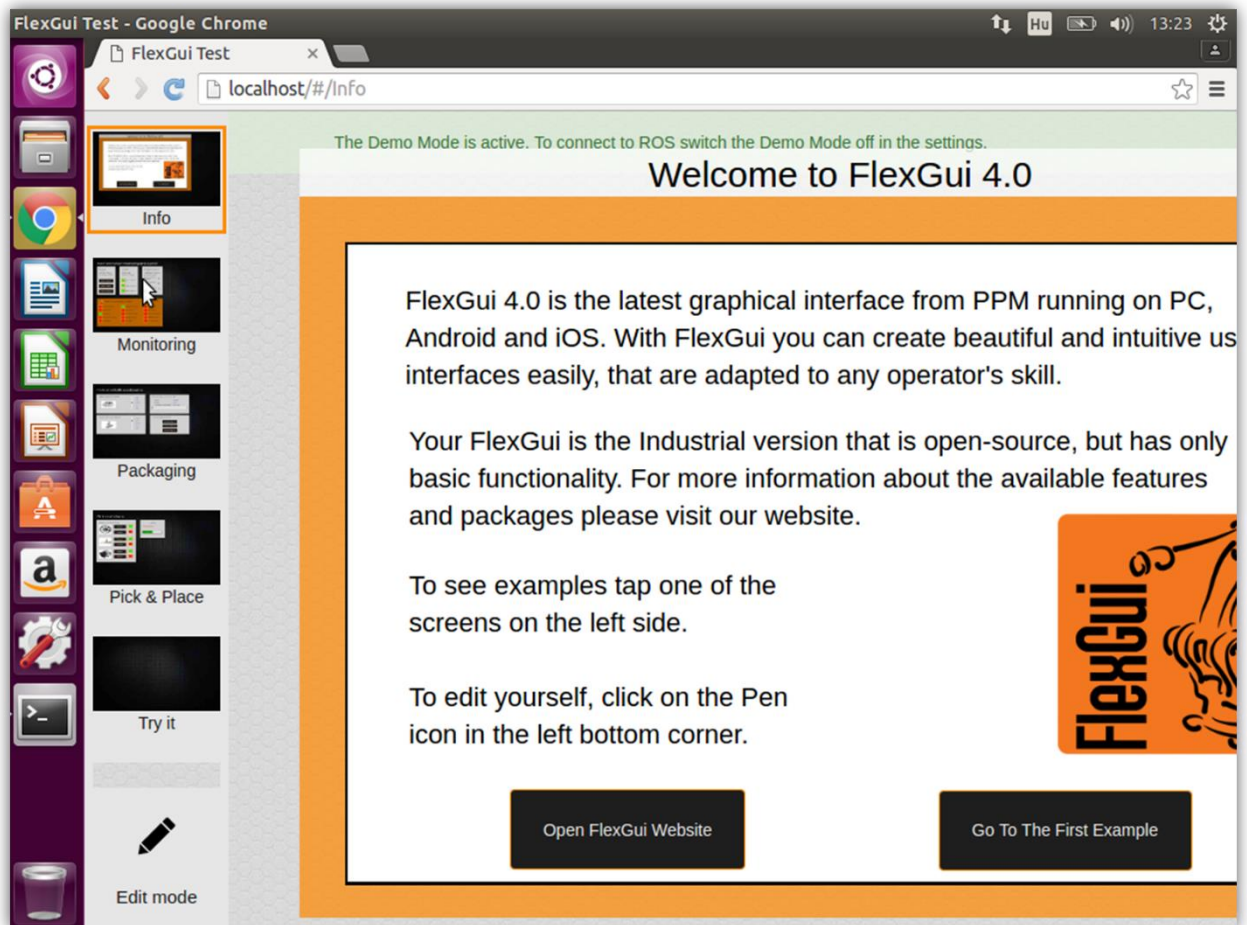 FlexGui Test - Google Chrome
Hu
13:23
FlexGui Test
localhost/#/Info
The Demo Mode is active. To connect to ROS switch the Demo Mode off in the settings.
Welcome to FlexGui 4.0
Info
Monitoring
Packaging
Pick & Place
Try it
Edit mode
FlexGui 4.0 is the latest graphical interface from PPM running on PC,
Android and iOS. With FlexGui you can create beautiful and intuitive us
interfaces easily, that are adapted to any operator's skill.
Your FlexGui is the Industrial version that is open-source, but has only
basic functionality. For more information about the available features
and packages please visit our website.
To see examples tap one of the
screens on the left side.
To edit yourself, click on the Pen
icon in the left bottom corner.
FlexGui
Open FlexGui Website
Go To The First Example